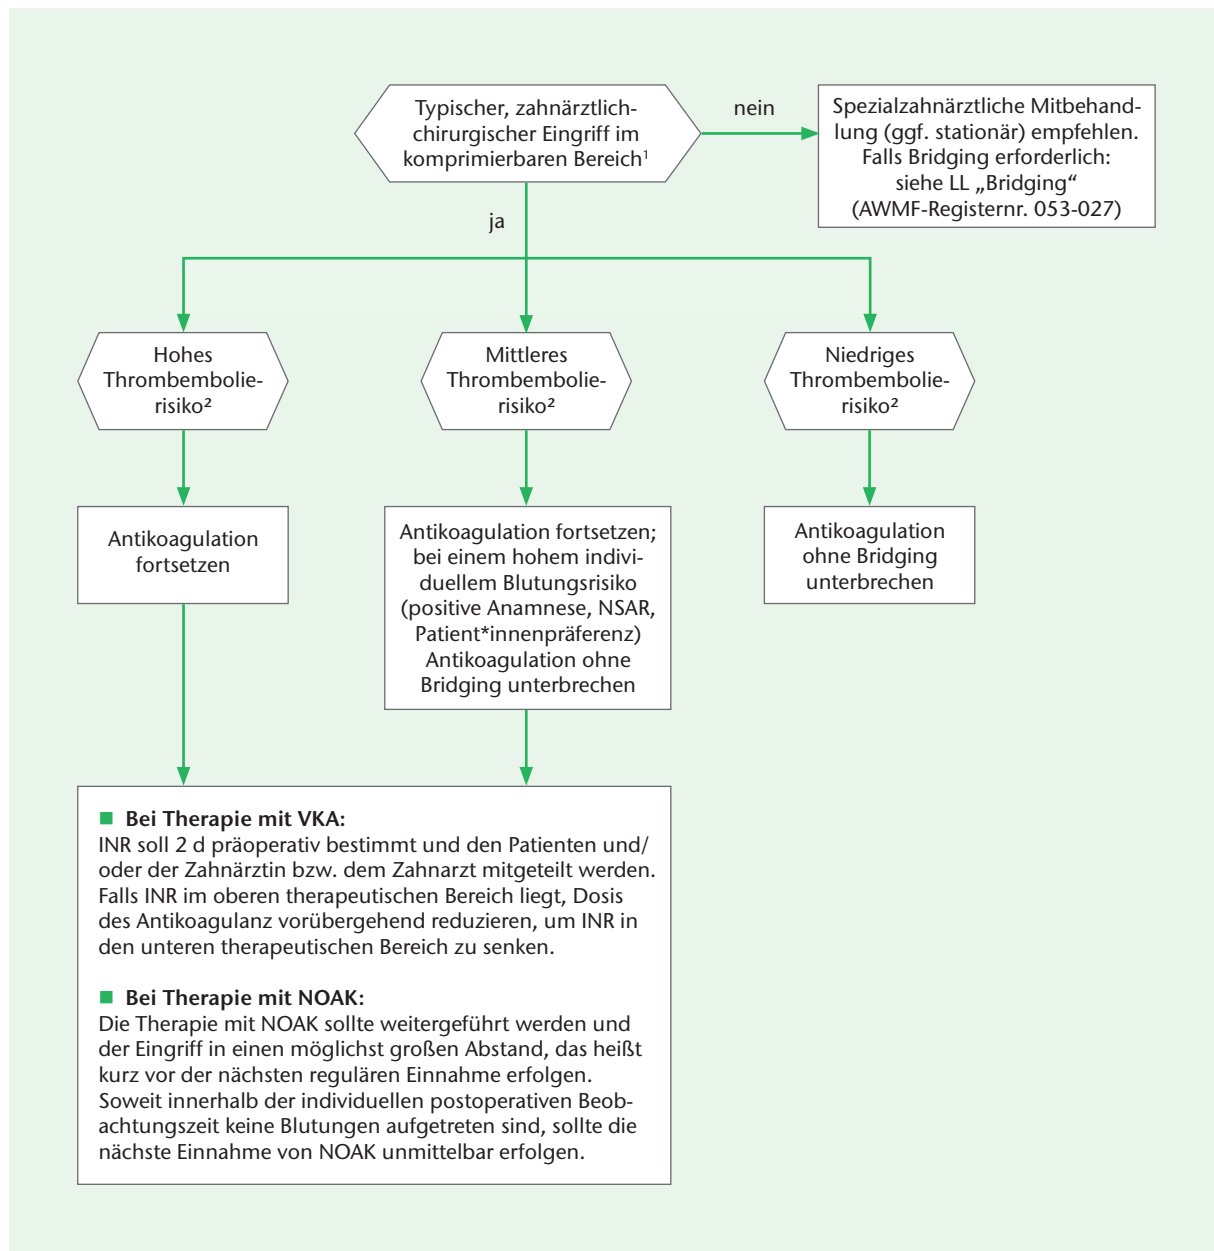 Typischer, zahnärztlich-
chirurgischer Eingriff im
komprimierbaren Bereich¹
nein
Spezialzahnärztliche Mitbehand-
lung (ggf. stationär) empfehlen.
Falls Bridging erforderlich:
siehe LL „Bridging“
(AWMF-Registernr. 053-027)
ja
Hohes
Thrombembolie-
risiko²
Mittleres
Thrombembolie-
risiko²
Niedriges
Thrombembolie-
risiko²
Antikoagulation
fortsetzen
Antikoagulation fortsetzen;
bei einem hohem indivi-
duellem Blutungsrisiko
(positive Anamnese, NSAR,
Patient*innenpräferenz)
Antikoagulation ohne
Bridging unterbrechen
Antikoagulation
ohne Bridging
unterbrechen
■ Bei Therapie mit VKA:
INR soll 2 d präoperativ bestimmt und den Patienten und/
oder der Zahnärztin bzw. dem Zahnarzt mitgeteilt werden.
Falls INR im oberen therapeutischen Bereich liegt, Dosis
des Antikoagulanz vorübergehend reduzieren, um INR in
den unteren therapeutischen Bereich zu senken.
■ Bei Therapie mit NOAK:
Die Therapie mit NOAK sollte weitergeführt werden und
der Eingriff in einen möglichst großen Abstand, das heißt
kurz vor der nächsten regulären Einnahme erfolgen.
Soweit innerhalb der individuellen postoperativen Beob-
achtungszeit keine Blutungen aufgetreten sind, sollte die
nächste Einnahme von NOAK unmittelbar erfolgen.